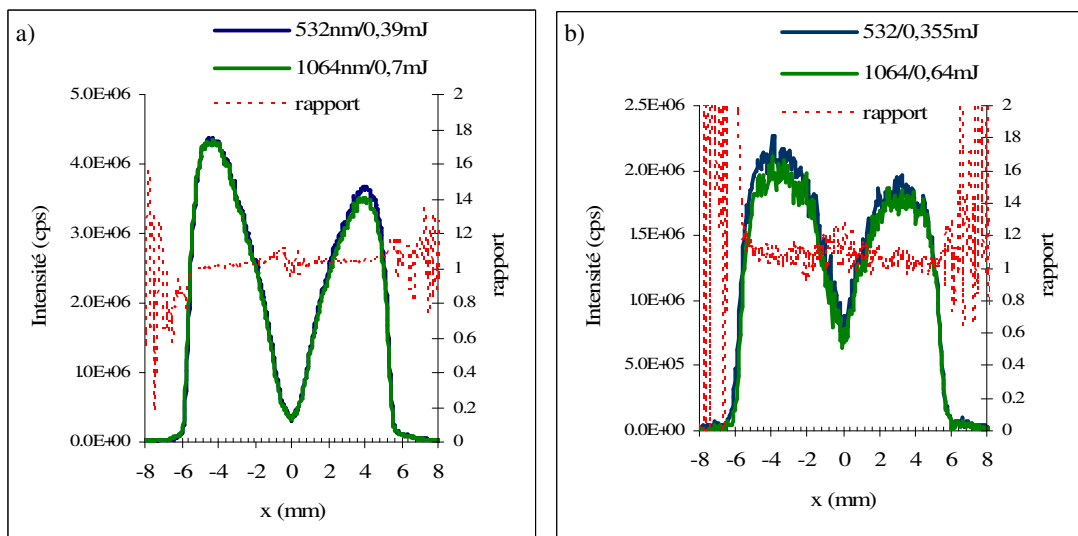 a)
532nm/0,39mJ
1064nm/0,7mJ
rapport
5.0E+06
4.0E+06
3.0E+06
2.0E+06
1.0E+06
0.0E+00
Intensité (cps)
2
1.8
1.6
1.4
1.2
1
0.8
0.6
0.4
0.2
0
rapport
-8 -6 -4 -2 0 2 4 6 8
x (mm)
b)
532/0,355mJ
1064/0,64mJ
rapport
2.5E+06
2.0E+06
1.5E+06
1.0E+06
5.0E+05
0.0E+00
Intensité (cps)
2
1.8
1.6
1.4
1.2
1
0.8
0.6
0.4
0.2
0
rapport
-8 -6 -4 -2 0 2 4 6 8
x (mm)